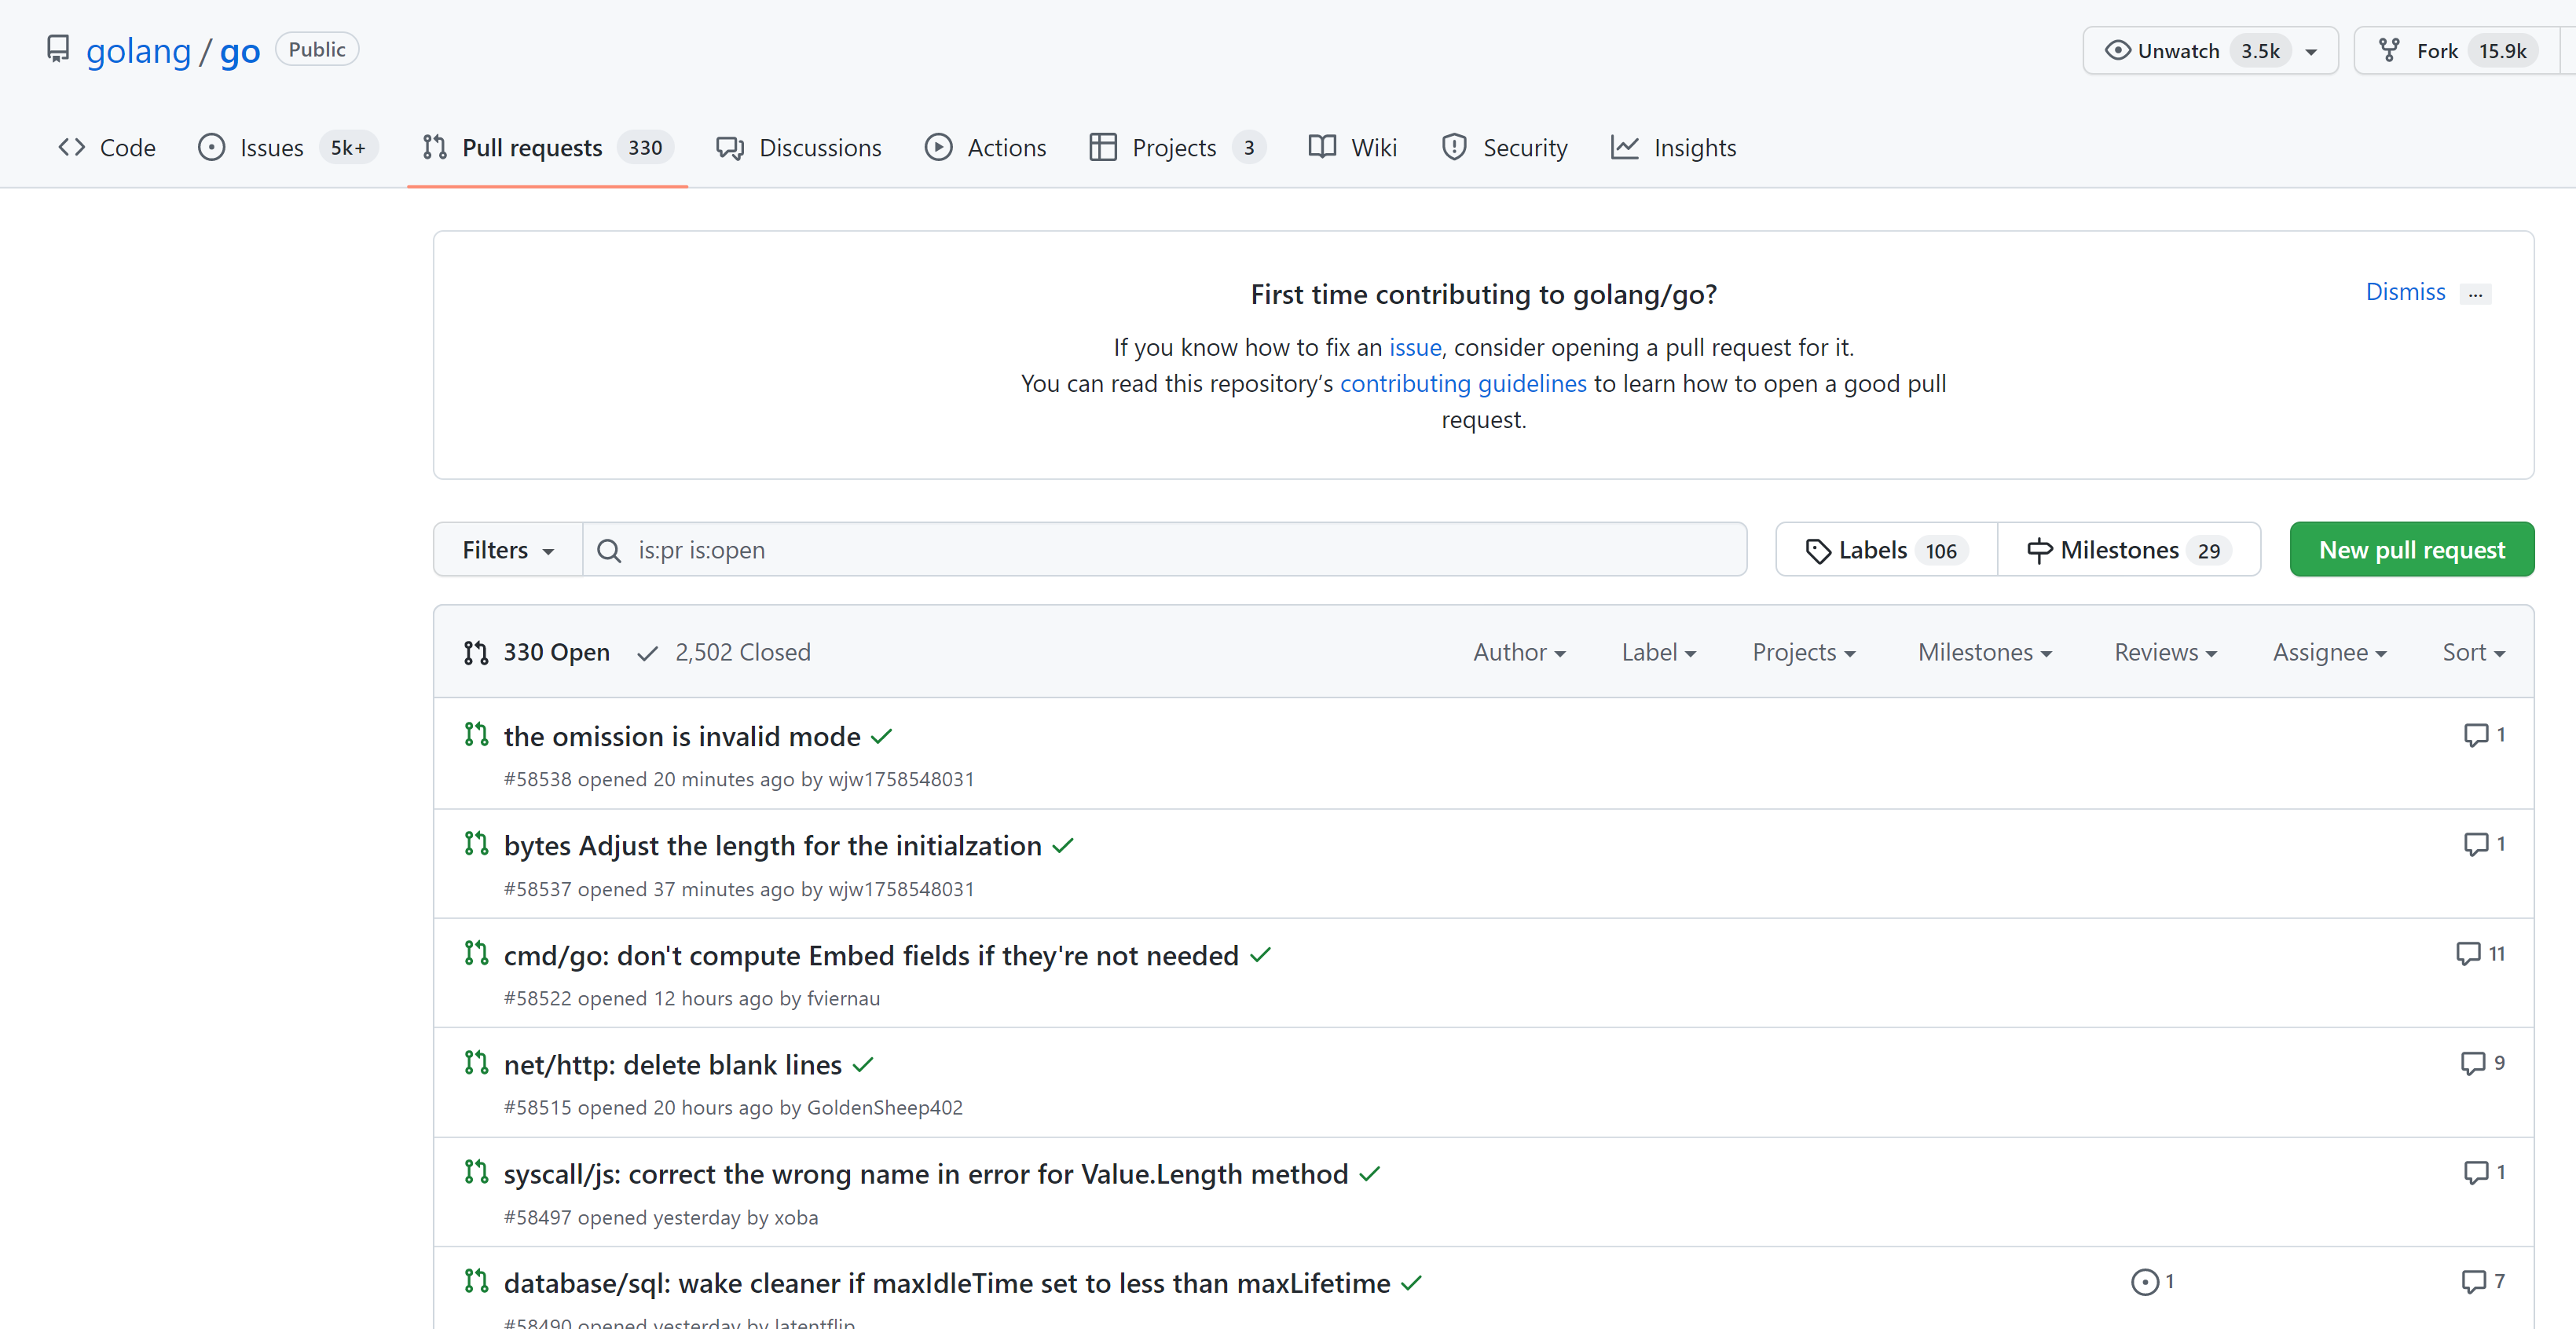 golang / go Public
Unwatch 3.5k
Fork 15.9k
Code
Issues 5k+
Pull requests 330
Discussions
Actions
Projects 3
Wiki
Security
Insights
First time contributing to golang/go?
Dismiss ...
If you know how to fix an issue, consider opening a pull request for it.
You can read this repository’s contributing guidelines to learn how to open a good pull
request.
Filters
is:pr is:open
Labels 106
Milestones 29
New pull request
330 Open
2,502 Closed
Author
Label
Projects
Milestones
Reviews
Assignee
Sort
the omission is invalid mode
1
#58538 opened 20 minutes ago by wjw1758548031
bytes Adjust the length for the initialzation
1
#58537 opened 37 minutes ago by wjw1758548031
cmd/go: don't compute Embed fields if they're not needed
11
#58522 opened 12 hours ago by fviernau
net/http: delete blank lines
9
#58515 opened 20 hours ago by GoldenSheep402
syscall/js: correct the wrong name in error for Value.Length method
1
#58497 opened yesterday by xoba
database/sql: wake cleaner if maxIdleTime set to less than maxLifetime
1
7
#58490 opened yesterday by latentflip